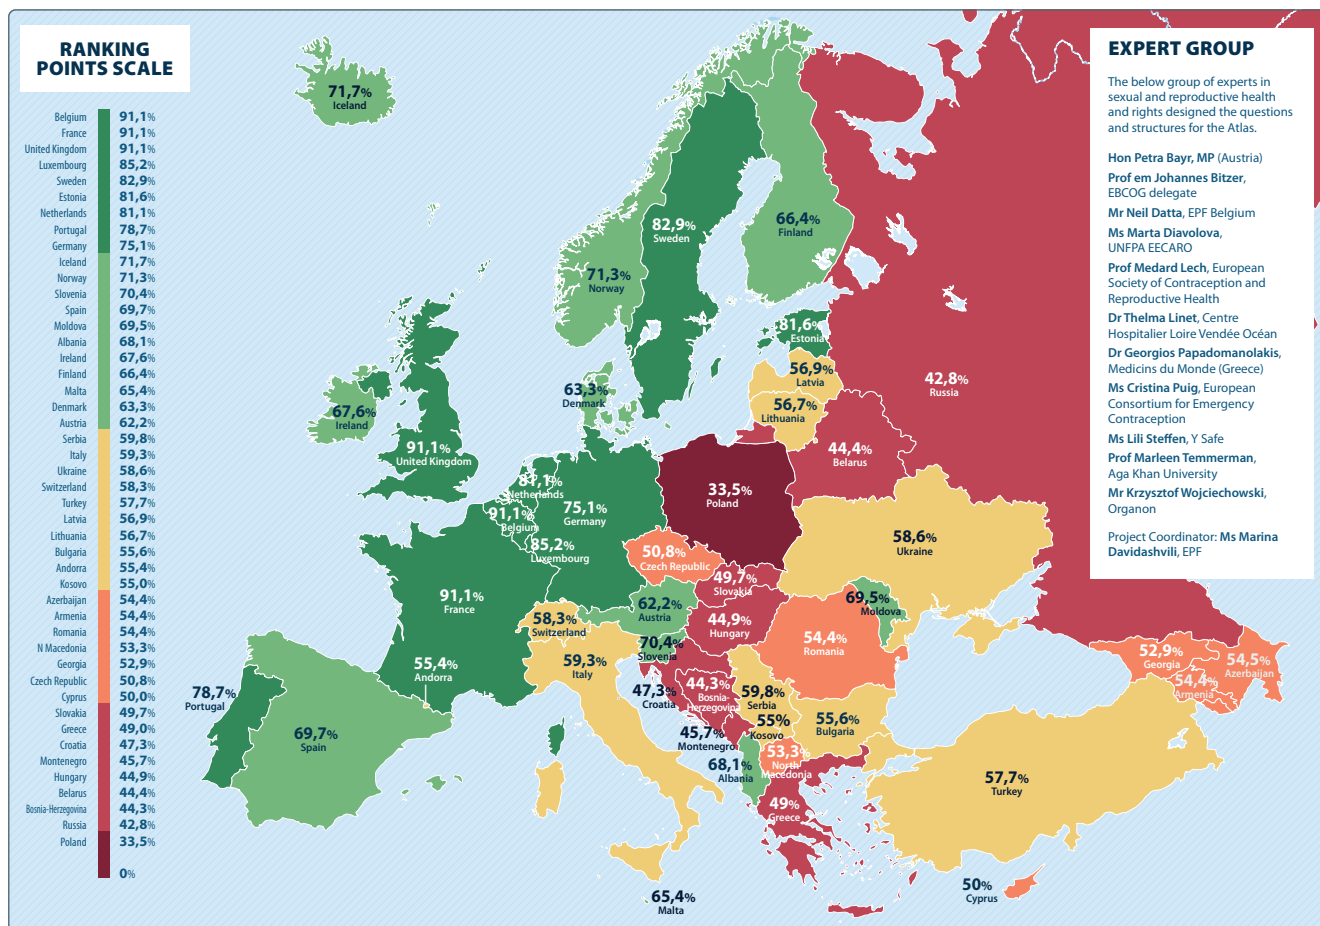 RANKING
POINTS SCALE
Belgium 91,1%
France 91,1%
United Kingdom 91,1%
Luxembourg 85,2%
Sweden 82,9%
Estonia 81,6%
Netherlands 81,1%
Portugal 78,7%
Germany 75,1%
Iceland 71,7%
Norway 71,3%
Slovenia 70,4%
Spain 69,7%
Moldova 69,5%
Albania 68,1%
Ireland 67,6%
Finland 66,4%
Malta 65,4%
Denmark 63,3%
Austria 62,2%
Serbia 59,8%
Italy 59,3%
Ukraine 58,6%
Switzerland 58,3%
Turkey 57,7%
Latvia 56,9%
Lithuania 56,7%
Bulgaria 55,6%
Andorra 55,4%
Kosovo 55,0%
Azerbaijan 54,4%
Armenia 54,4%
Romania 54,4%
N Macedonia 53,3%
Georgia 52,9%
Czech Republic 50,8%
Cyprus 50,0%
Slovakia 49,7%
Greece 49,0%
Croatia 47,3%
Montenegro 45,7%
Hungary 44,9%
Belarus 44,4%
Bosnia-Herzegovina 44,3%
Russia 42,8%
Poland 33,5%
0%
71,7%
Iceland
82,9%
Sweden
66,4%
Finland
71,3%
Norway
81,6%
Estonia
56,9%
Latvia
63,3%
Denmark
56,7%
Lithuania
42,8%
Russia
67,6%
Ireland
91,1%
United Kingdom
44,4%
Belarus
81,1%
Netherlands
33,5%
Poland
91,1%
Belgium
75,1%
Germany
58,6%
Ukraine
85,2%
Luxembourg
50,8%
Czech Republic
49,7%
Slovakia
91,1%
France
62,2%
Austria
69,5%
Moldova
58,3%
Switzerland
44,9%
Hungary
70,4%
Slovenia
54,4%
Romania
59,3%
Italy
55,4%
Andorra
52,9%
Georgia
54,5%
Azerbaijan
54,4%
Armenia
78,7%
Portugal
47,3%
Croatia
44,3%
Bosnia-
Herzegovina
59,8%
Serbia
69,7%
Spain
55%
Kosovo
55,6%
Bulgaria
45,7%
Montenegro
53,3%
North
Macedonia
68,1%
Albania
57,7%
Turkey
49%
Greece
50%
Cyprus
65,4%
Malta
EXPERT GROUP
The below group of experts in
sexual and reproductive health
and rights designed the questions
and structures for the Atlas.
Hon Petra Bayr, MP (Austria)
Prof em Johannes Bitzer,
EBCOG delegate
Mr Neil Datta, EPF Belgium
Ms Marta Diavolova,
UNFPA EECARO
Prof Medard Lech, European
Society of Contraception and
Reproductive Health
Dr Thelma Linet, Centre
Hospitalier Loire Vendée Océan
Dr Georgios Papadomanolakis,
Medicins du Monde (Greece)
Ms Cristina Puig, European
Consortium for Emergency
Contraception
Ms Lili Steffen, Y Safe
Prof Marleen Temmerman,
Aga Khan University
Mr Krzysztof Wojciechowski,
Organon
Project Coordinator: Ms Marina
Davidashvili, EPF